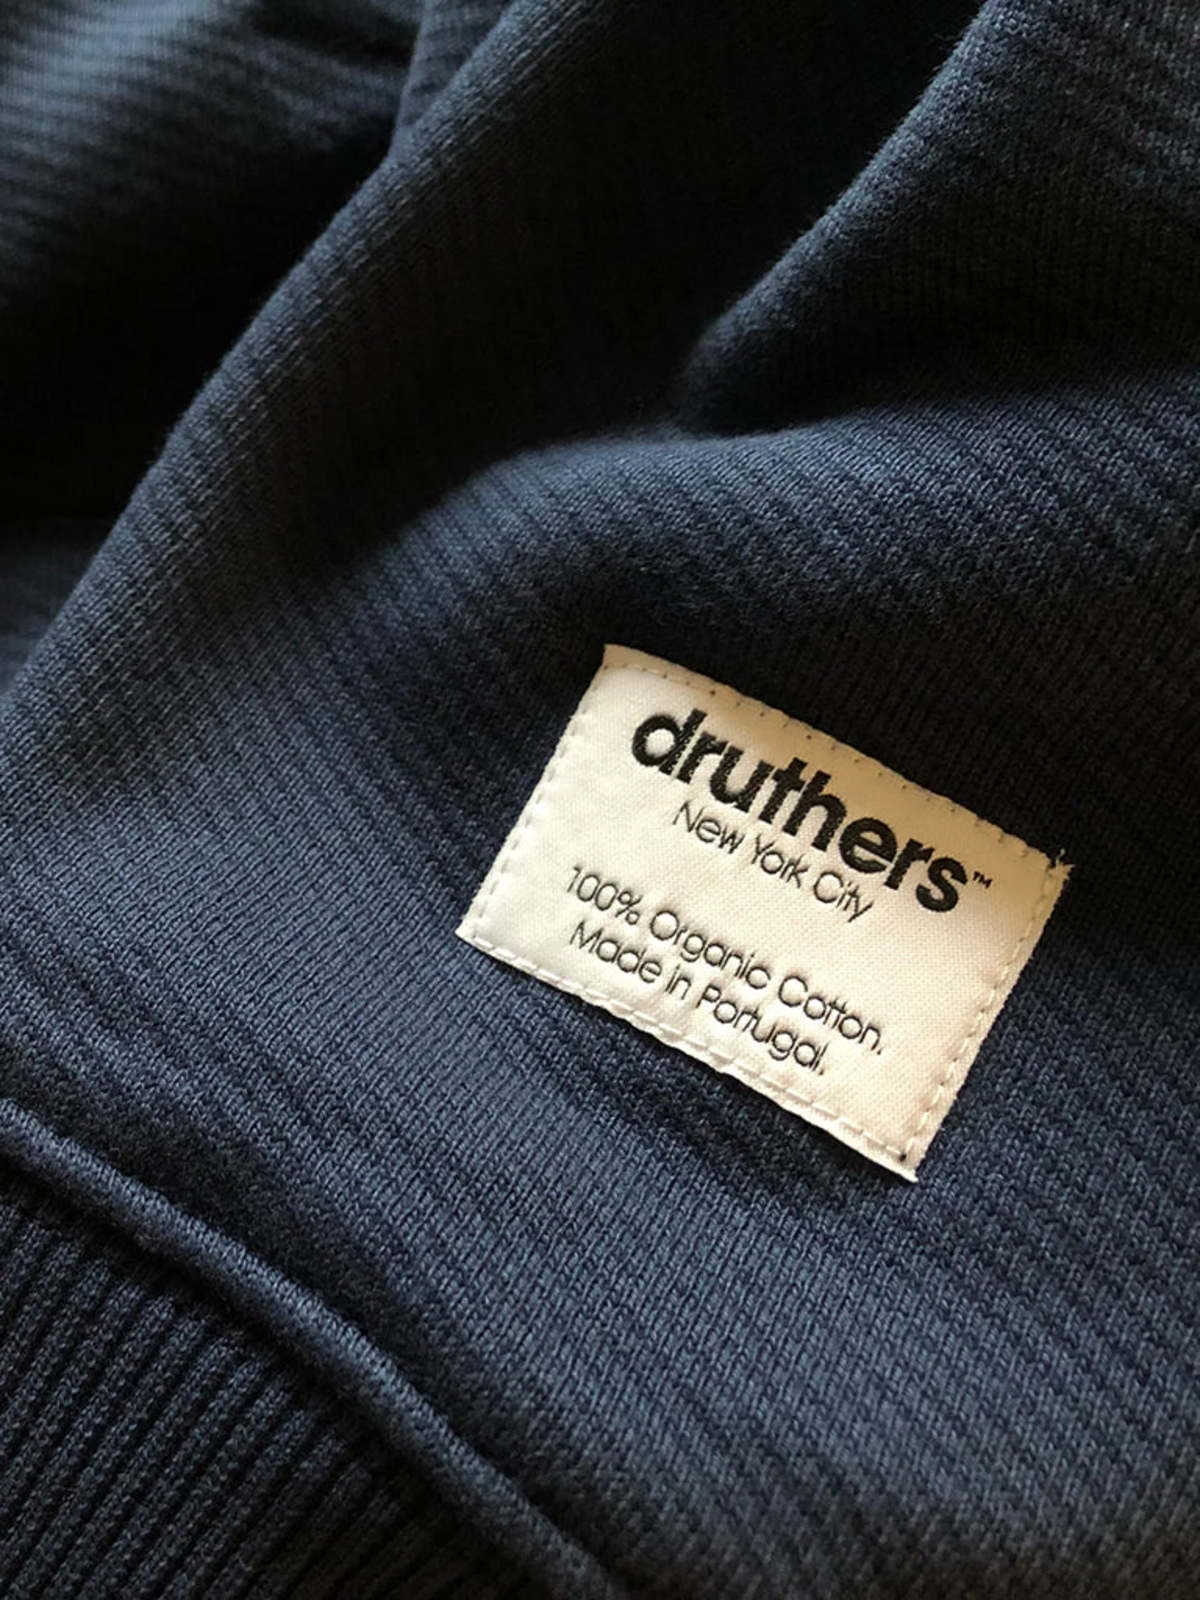 druthers™
New York City
100% Organic Cotton.
Made in Portugal.